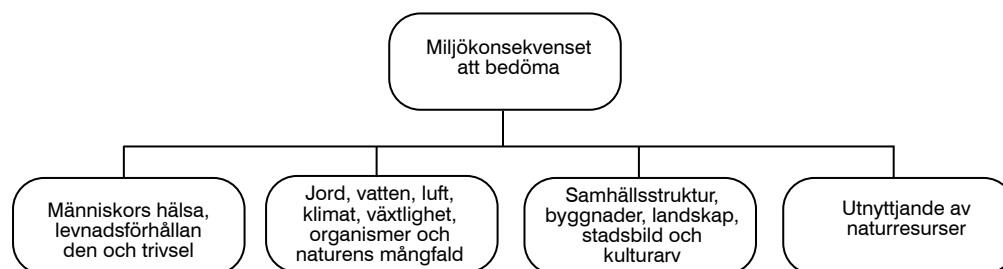 Miljökonsekvenset
att bedöma
Människors hälsa,
levnadsförhållan
den och trivsel
Jord, vatten, luft,
klimat, växtlighet,
organismer och
naturens mångfald
Samhällsstruktur,
byggnader, landskap,
stadsbild och
kulturarv
Utnyttjande av
naturresurser